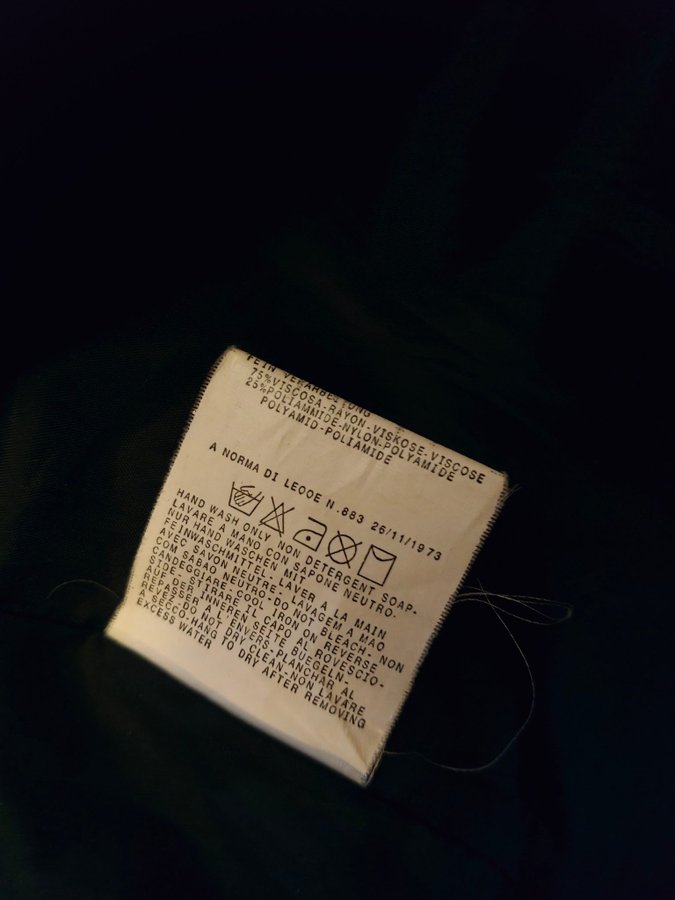 75%VISCOSA-RAYON-VISKOSE-VISCOSE
25%POLIAMMIDE-NYLON-POLYAMIDE
POLYAMID-POLIAMIDE
A NORMA DI LEGGE N.883 26/11/1973
HAND WASH ONLY NON DETERGENT SOAP-
LAVARE A MANO CON SAPONE NEUTRO.
NUR HAND WASCHEN MIT
FEINWASCHMITTEL. LAVER A LA MAIN
AVEC SAVON NEUTRE. LAVAGEM A MAO
COM SABAO NEUTRO-DO NOT BLEACH- NON
CANDEGGIARE-COOL IRON ON REVERSE
SIDE- STIRARE IL CAPO AL ROVESCIO-
AUF INNEREN SEITE BUEGELN-
REPASSER A L'ENVERS-PLANCHAR AL
REVEZ-DO NOT DRY CLEAN-NON LAVARE
A SECCO-HANG TO DRY AFTER REMOVING
EXCESS WATER